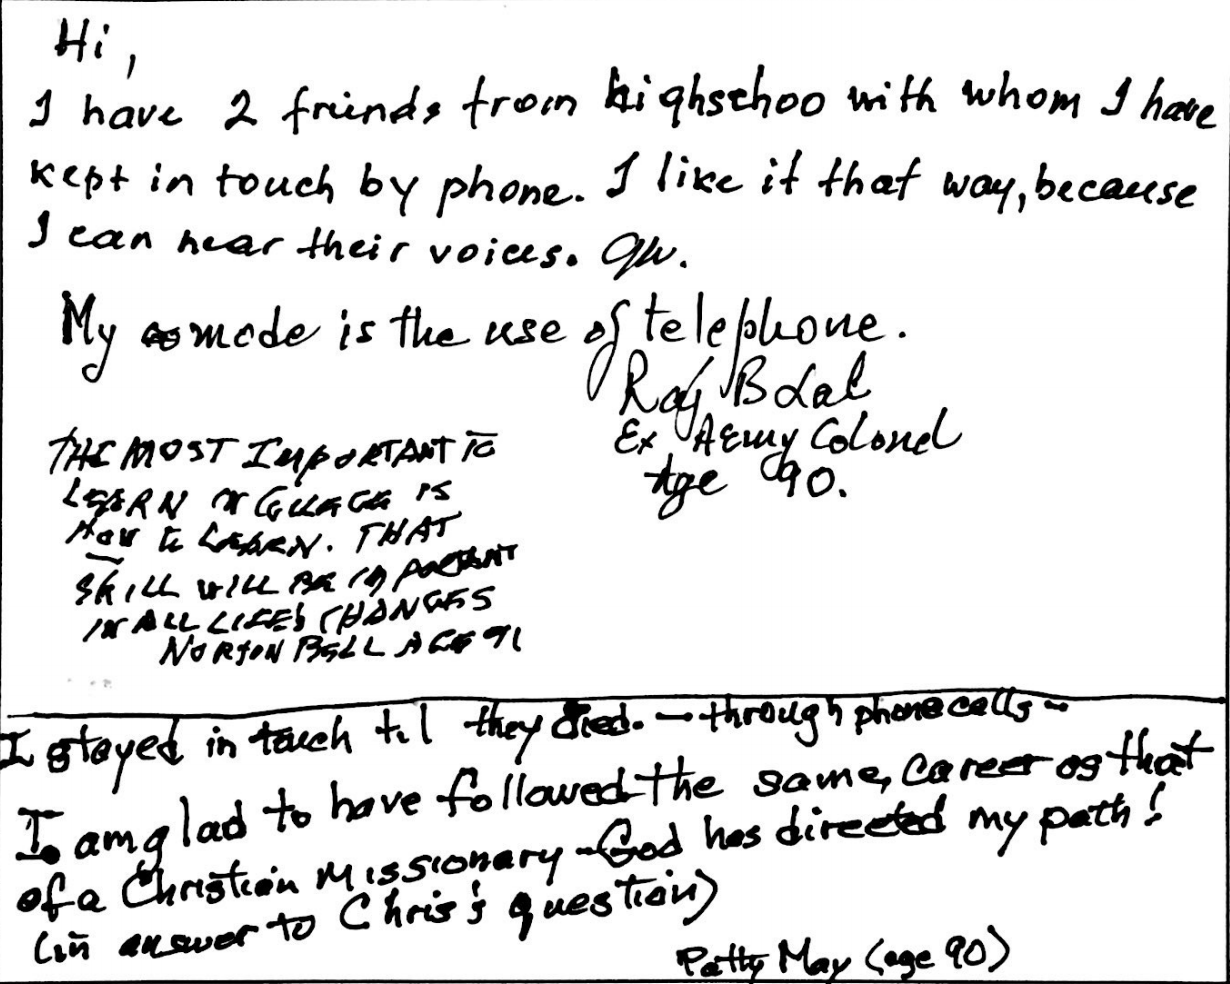 Hi,
I have 2 friends from highschoo with whom I have
kept in touch by phone. I like it that way, because
I can hear their voices. GW.
My mode is the use of telephone.
Raj B Lal
Ex Army Colonel
Age 90.
THE MOST IMPORTANT TO
LEARN IS
HOW TO LEARN. THAT
SKILL WILL BE IMPORTANT
IN ALL LIFES CHANGES
NORTON BELL AGE 91
I stayed in touch til they died. — through phone calls —
I am glad to have followed the same career as that
of a Christian Missionary - God has directed my path!
(in answer to Chris's question)
Patty May (age 90)